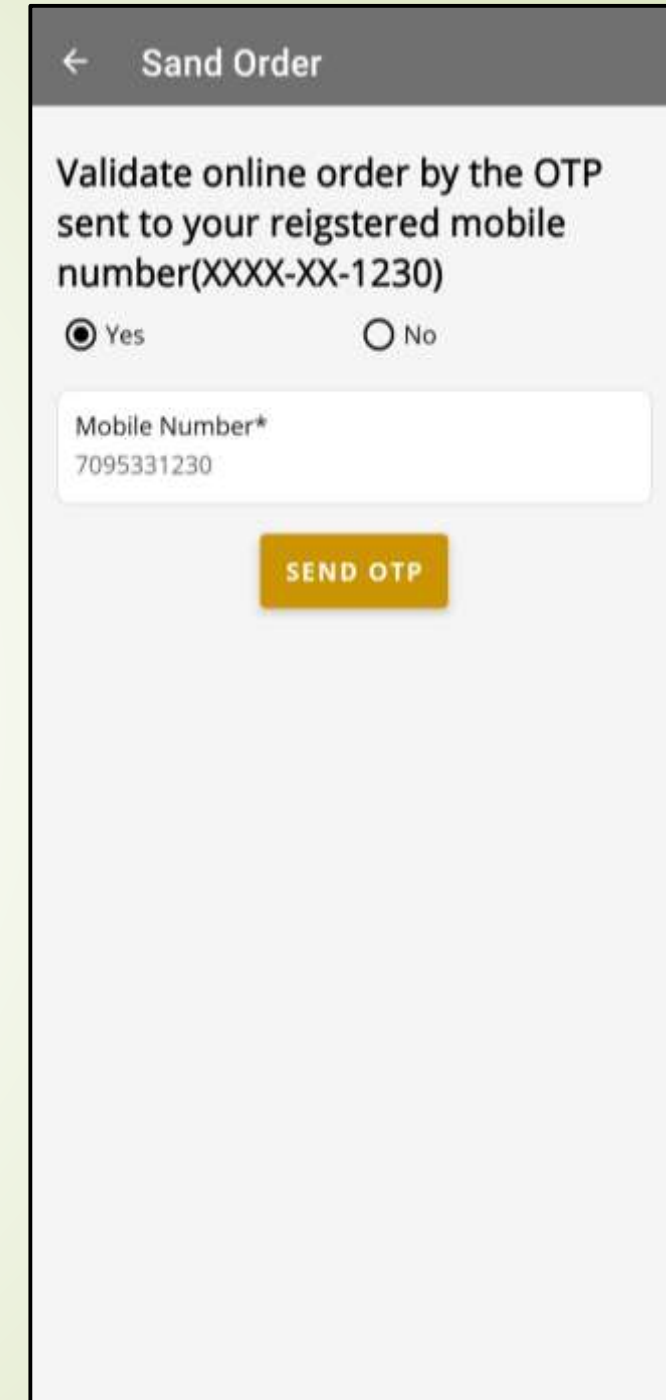 Sand Order
Validate online order by the OTP
sent to your reigstered mobile
number(XXXX-XX-1230)
Yes No
Mobile Number*
7095331230
SEND OTP